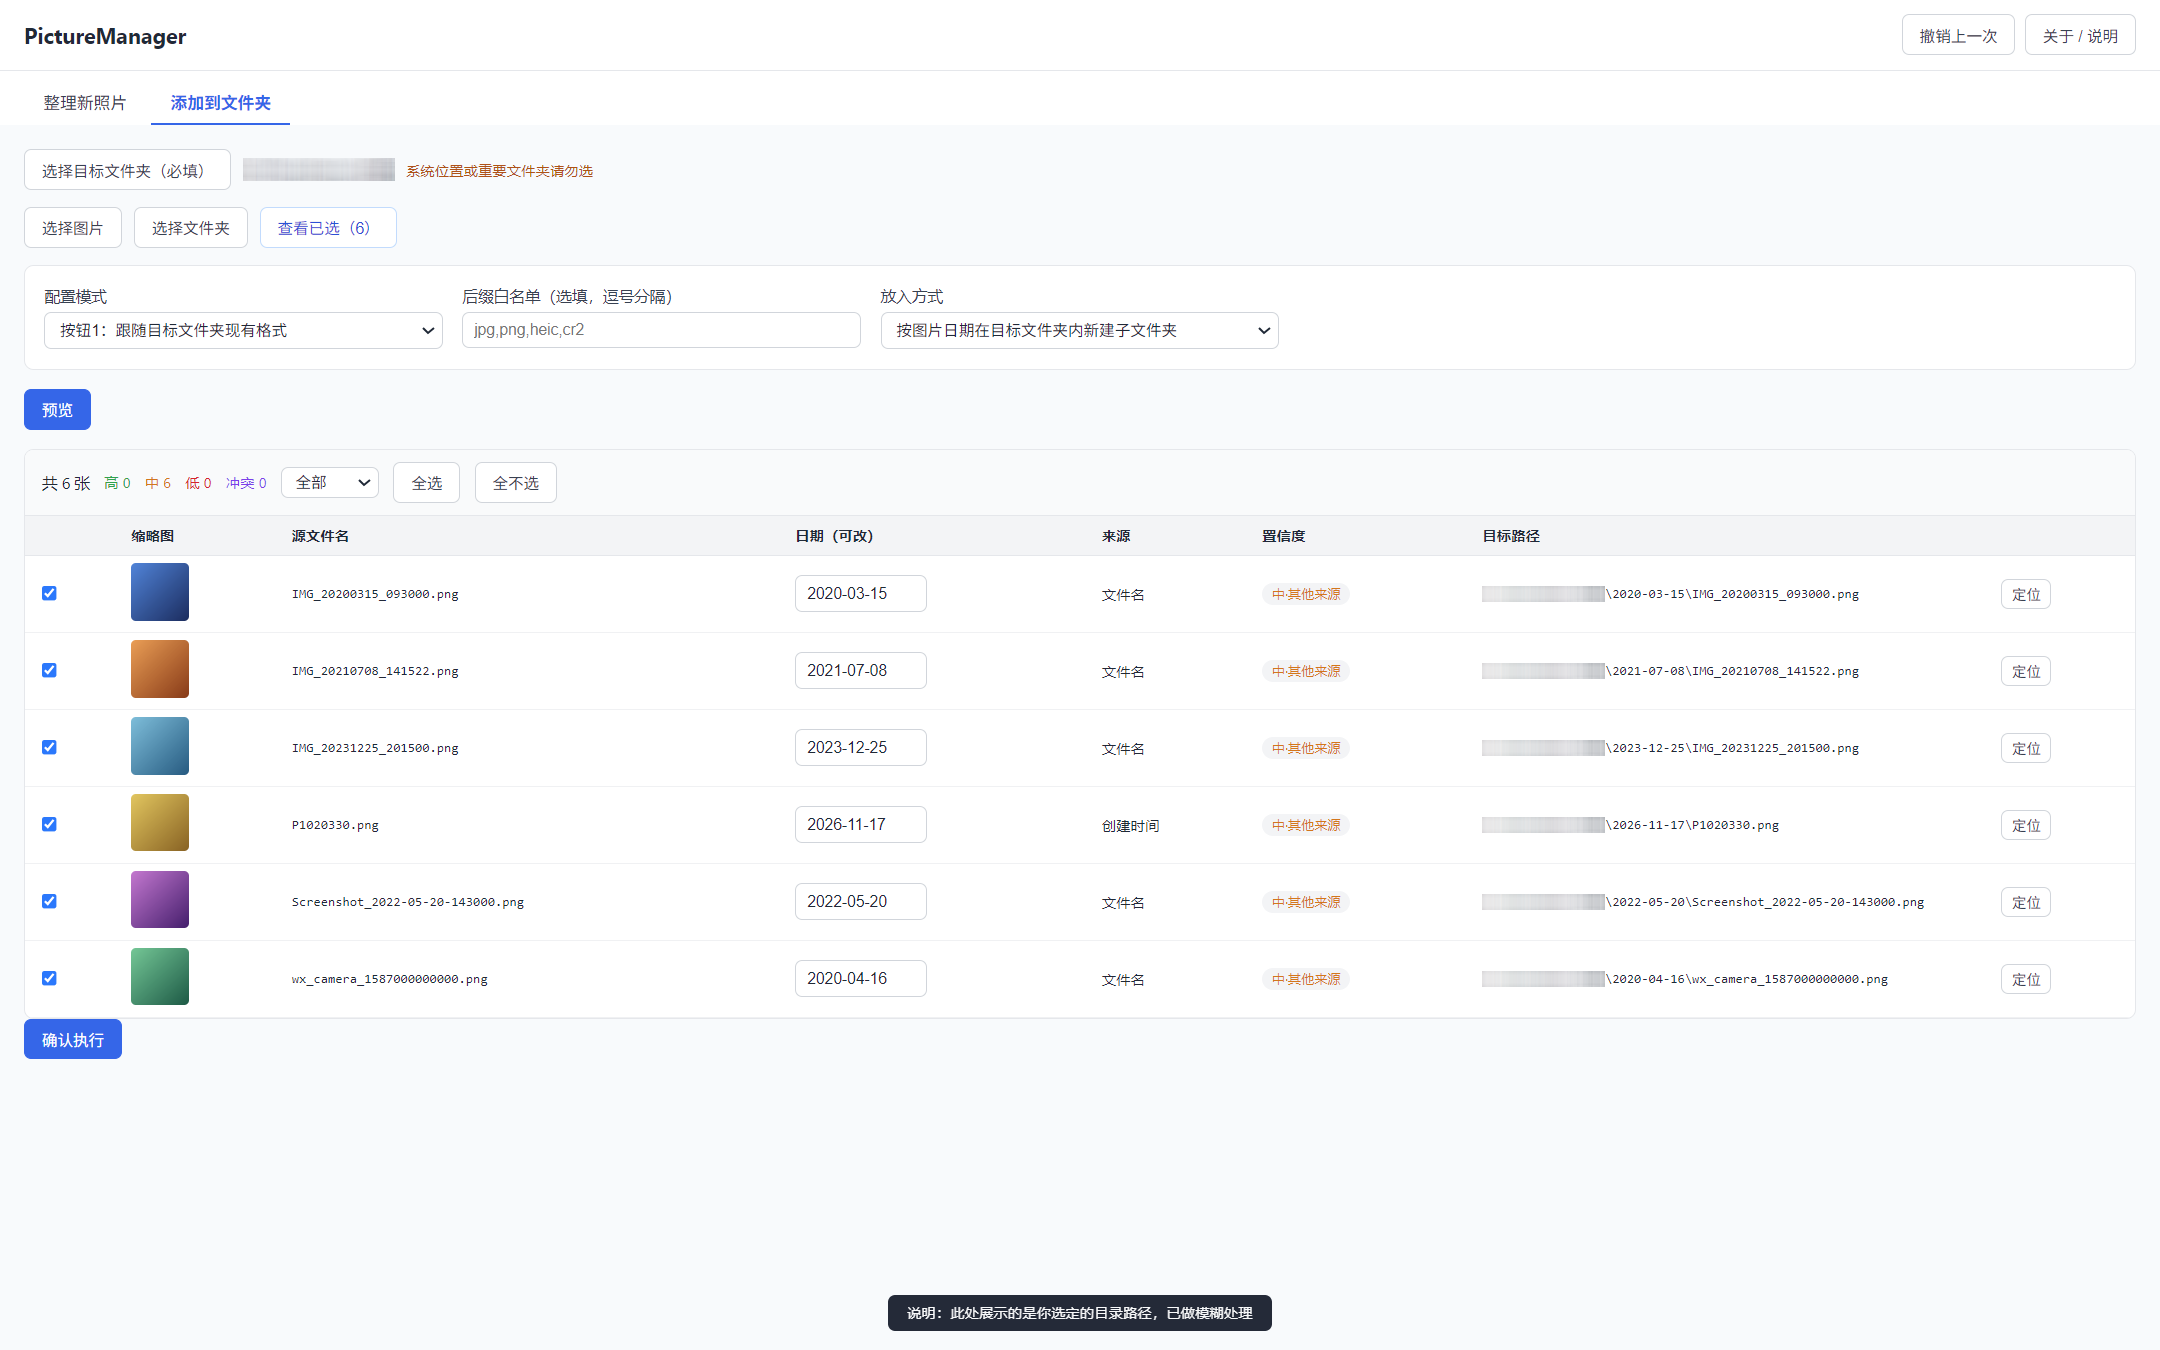 PictureManager
撤销上一次
关于 / 说明
整理新照片
添加到文件夹
选择目标文件夹（必填）
系统位置或重要文件夹请勿选
选择图片
选择文件夹
查看已选（6）
配置模式
后缀白名单（选填，逗号分隔）
放入方式
按钮1：跟随目标文件夹现有格式
jpg,png,heic,cr2
按图片日期在目标文件夹内新建子文件夹
预览
共 6 张 高 0 中 6 低 0 冲突 0 全部 全选 全不选
缩略图 源文件名 日期（可改） 来源 置信度 目标路径
IMG_20200315_093000.png 2020-03-15 文件名 中·其他来源 \2020-03-15\IMG_20200315_093000.png 定位
IMG_20210708_141522.png 2021-07-08 文件名 中·其他来源 \2021-07-08\IMG_20210708_141522.png 定位
IMG_20231225_201500.png 2023-12-25 文件名 中·其他来源 \2023-12-25\IMG_20231225_201500.png 定位
P1020330.png 2026-11-17 创建时间 中·其他来源 \2026-11-17\P1020330.png 定位
Screenshot_2022-05-20-143000.png 2022-05-20 文件名 中·其他来源 \2022-05-20\Screenshot_2022-05-20-143000.png 定位
wx_camera_1587000000000.png 2020-04-16 文件名 中·其他来源 \2020-04-16\wx_camera_1587000000000.png 定位
确认执行
说明：此处展示的是你选定的目录路径，已做模糊处理